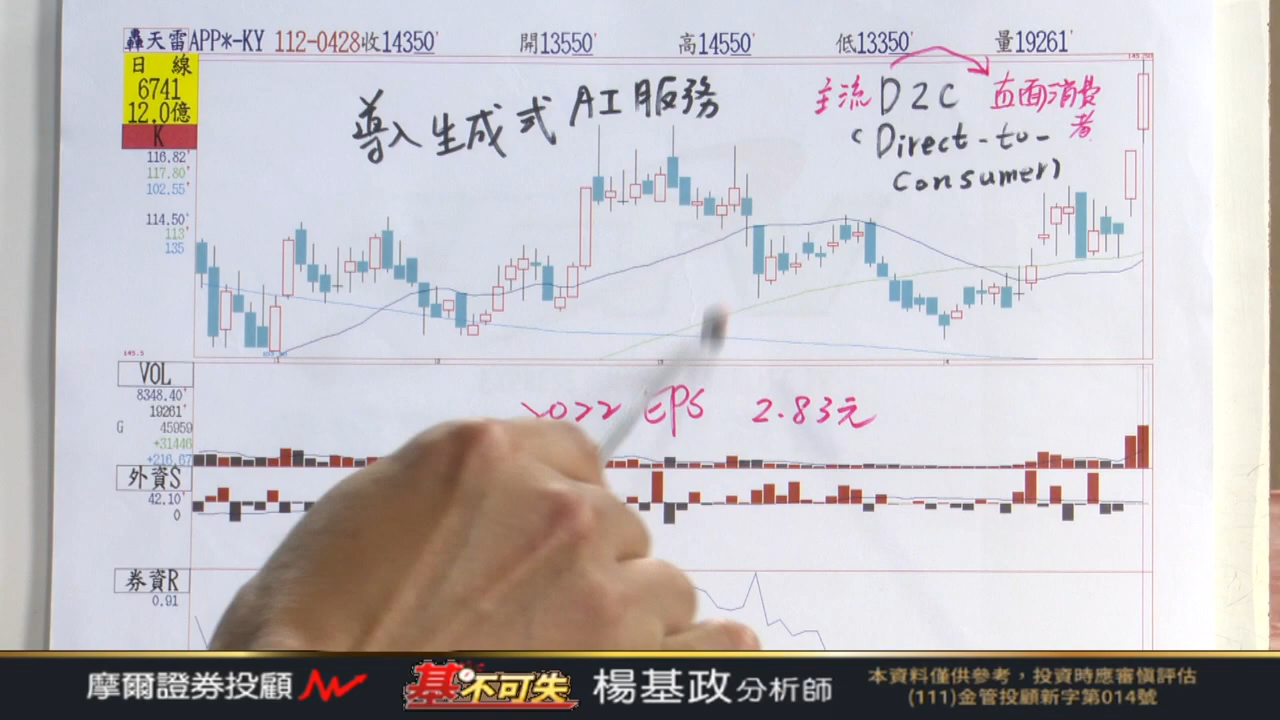 轟天雷APP*-KY 112-0428收14350' 開13550' 高14550' 低13350' 量19261'
日 線
6741
12.0億
K
116.82'
117.80'
102.55'
114.50'
113'
135
導入生成式 AI服務
主流 D2C 直面消費者
(Direct-to-
Consumer)
145.5
VOL
8348.40'
19261'
G 45959
+31446
+216.67
2022 EPS 2.83元
外資S
42.10'
0
券資R
0.91
摩爾證券投顧 基不可失 楊基政分析師
本資料僅供參考，投資時應審慎評估
(111)金管投顧新字第014號